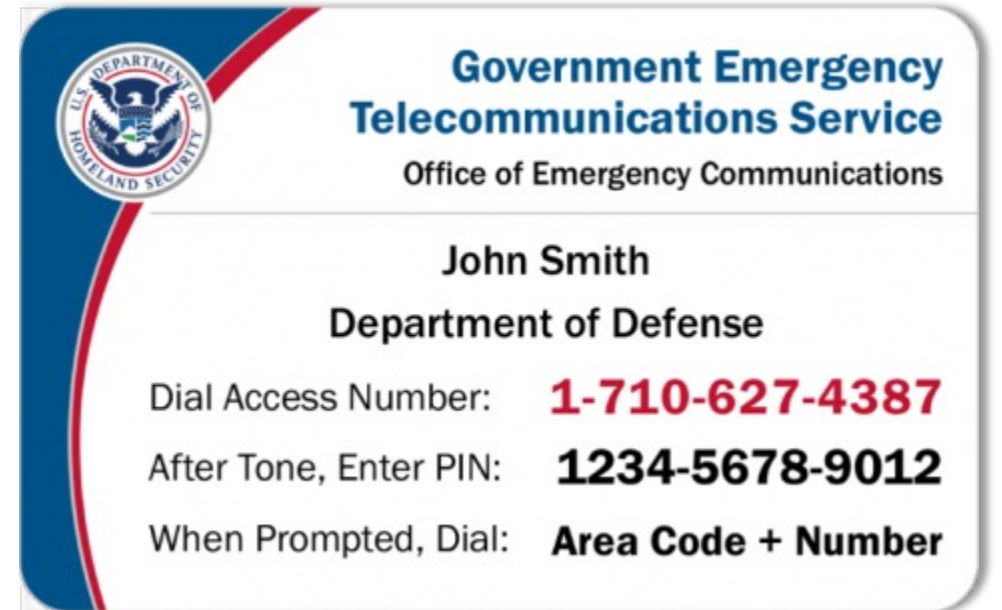 U.S. DEPARTMENT OF HOMELAND SECURITY
Government Emergency
Telecommunications Service
Office of Emergency Communications
John Smith
Department of Defense
Dial Access Number: 1-710-627-4387
After Tone, Enter PIN: 1234-5678-9012
When Prompted, Dial: Area Code + Number